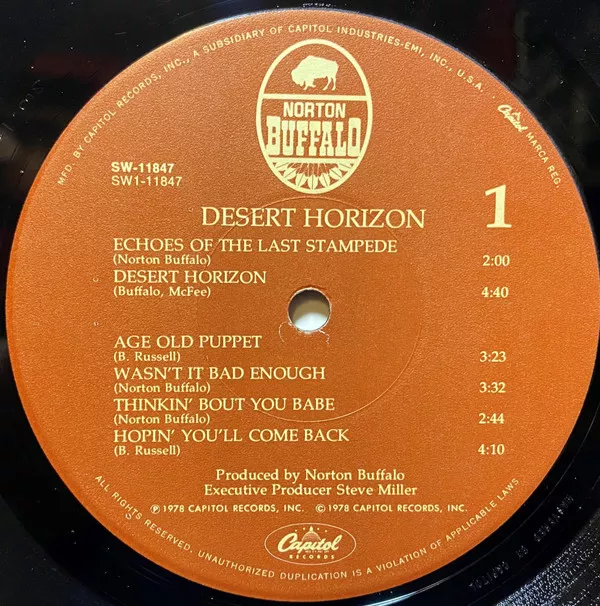 MFD. BY CAPITOL RECORDS, INC., A SUBSIDIARY OF CAPITOL INDUSTRIES-EMI, INC., U.S.A.
Capitol MARCA REG.
NORTON
BUFFALO
SW-11847
SW1-11847
1
DESERT HORIZON
ECHOES OF THE LAST STAMPEDE
(Norton Buffalo) 2:00
DESERT HORIZON
(Buffalo, McFee) 4:40
AGE OLD PUPPET
(B. Russell) 3:23
WASN'T IT BAD ENOUGH
(Norton Buffalo) 3:32
THINKIN' BOUT YOU BABE
(Norton Buffalo) 2:44
HOPIN' YOU'LL COME BACK
(B. Russell) 4:10
Produced by Norton Buffalo
Executive Producer Steve Miller
℗ 1978 CAPITOL RECORDS, INC. © 1978 CAPITOL RECORDS, INC.
Capitol
RECORDS
ALL RIGHTS RESERVED. UNAUTHORIZED DUPLICATION IS A VIOLATION OF APPLICABLE LAWS